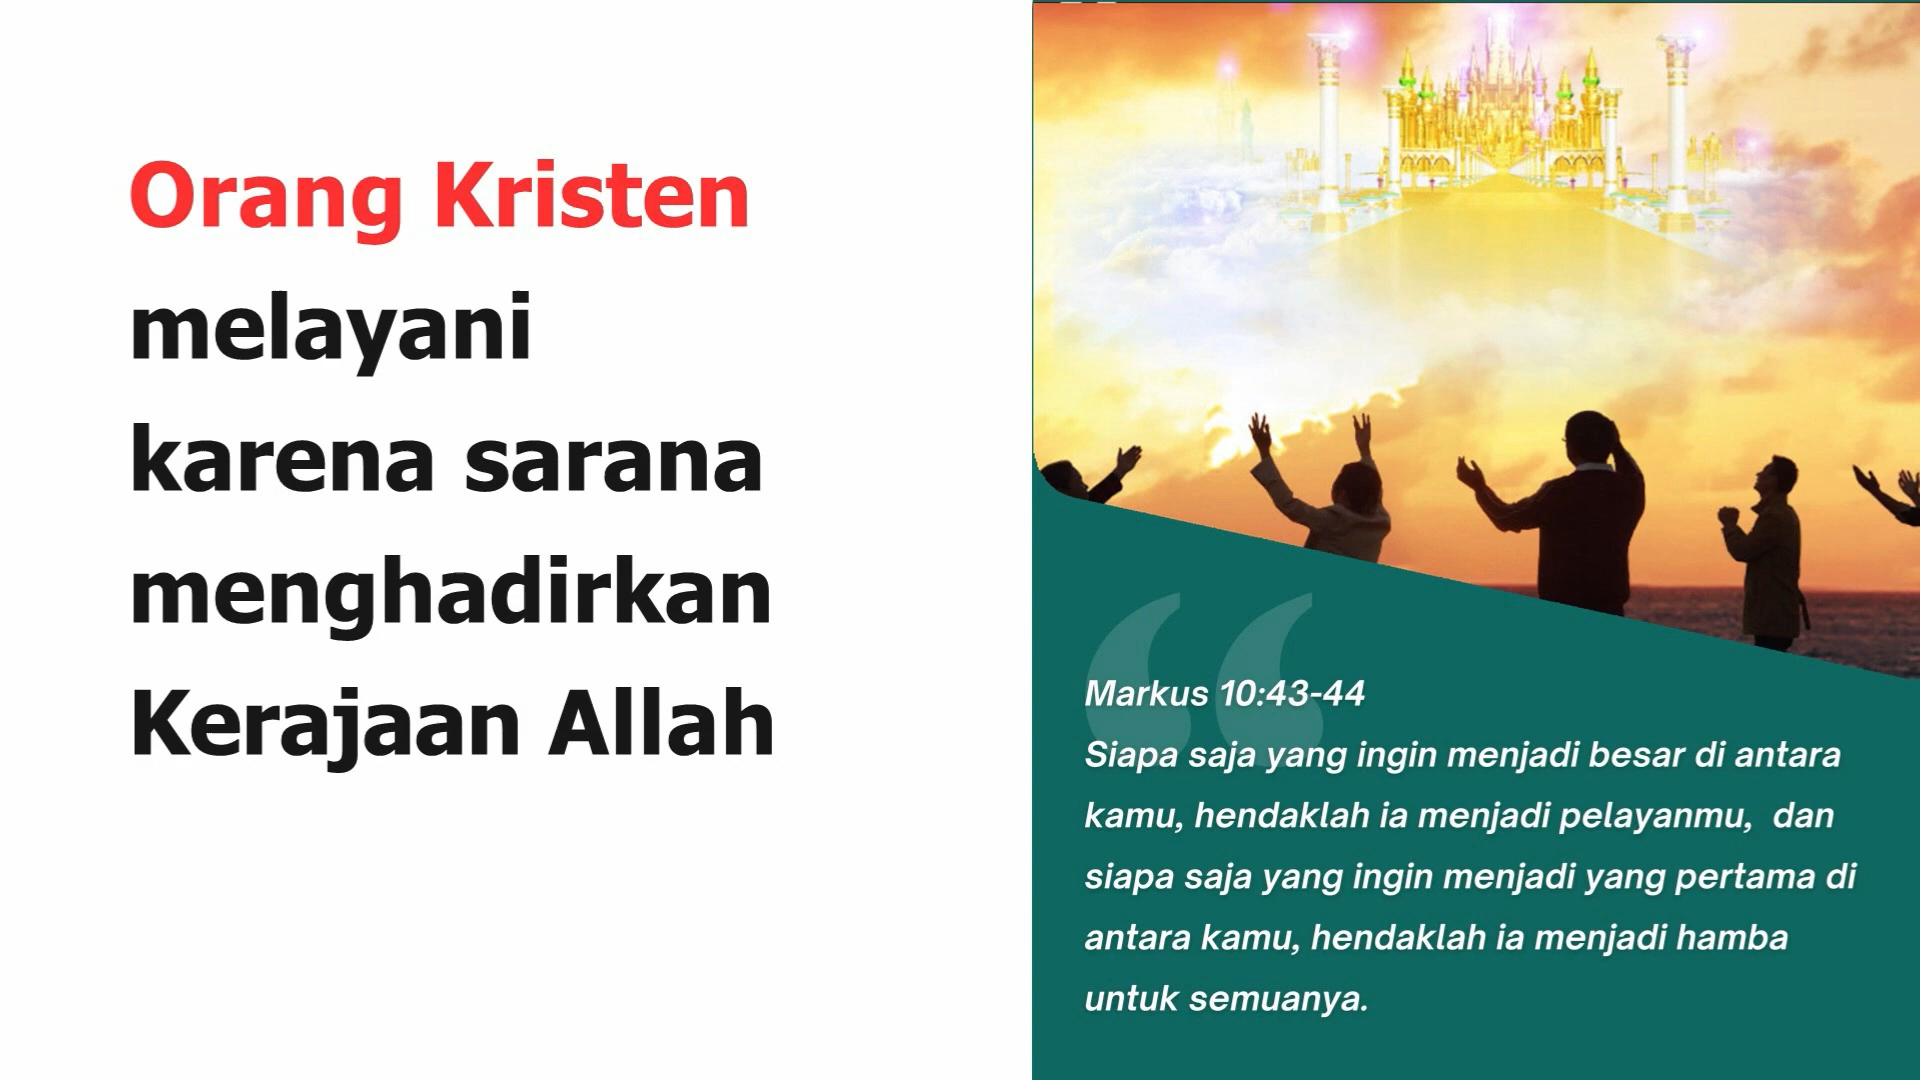 Orang Kristen
melayani
karena sarana
menghadirkan
Kerajaan Allah
Markus 10:43-44
Siapa saja yang ingin menjadi besar di antara
kamu, hendaklah ia menjadi pelayanmu,  dan
siapa saja yang ingin menjadi yang pertama di
antara kamu, hendaklah ia menjadi hamba
untuk semuanya.